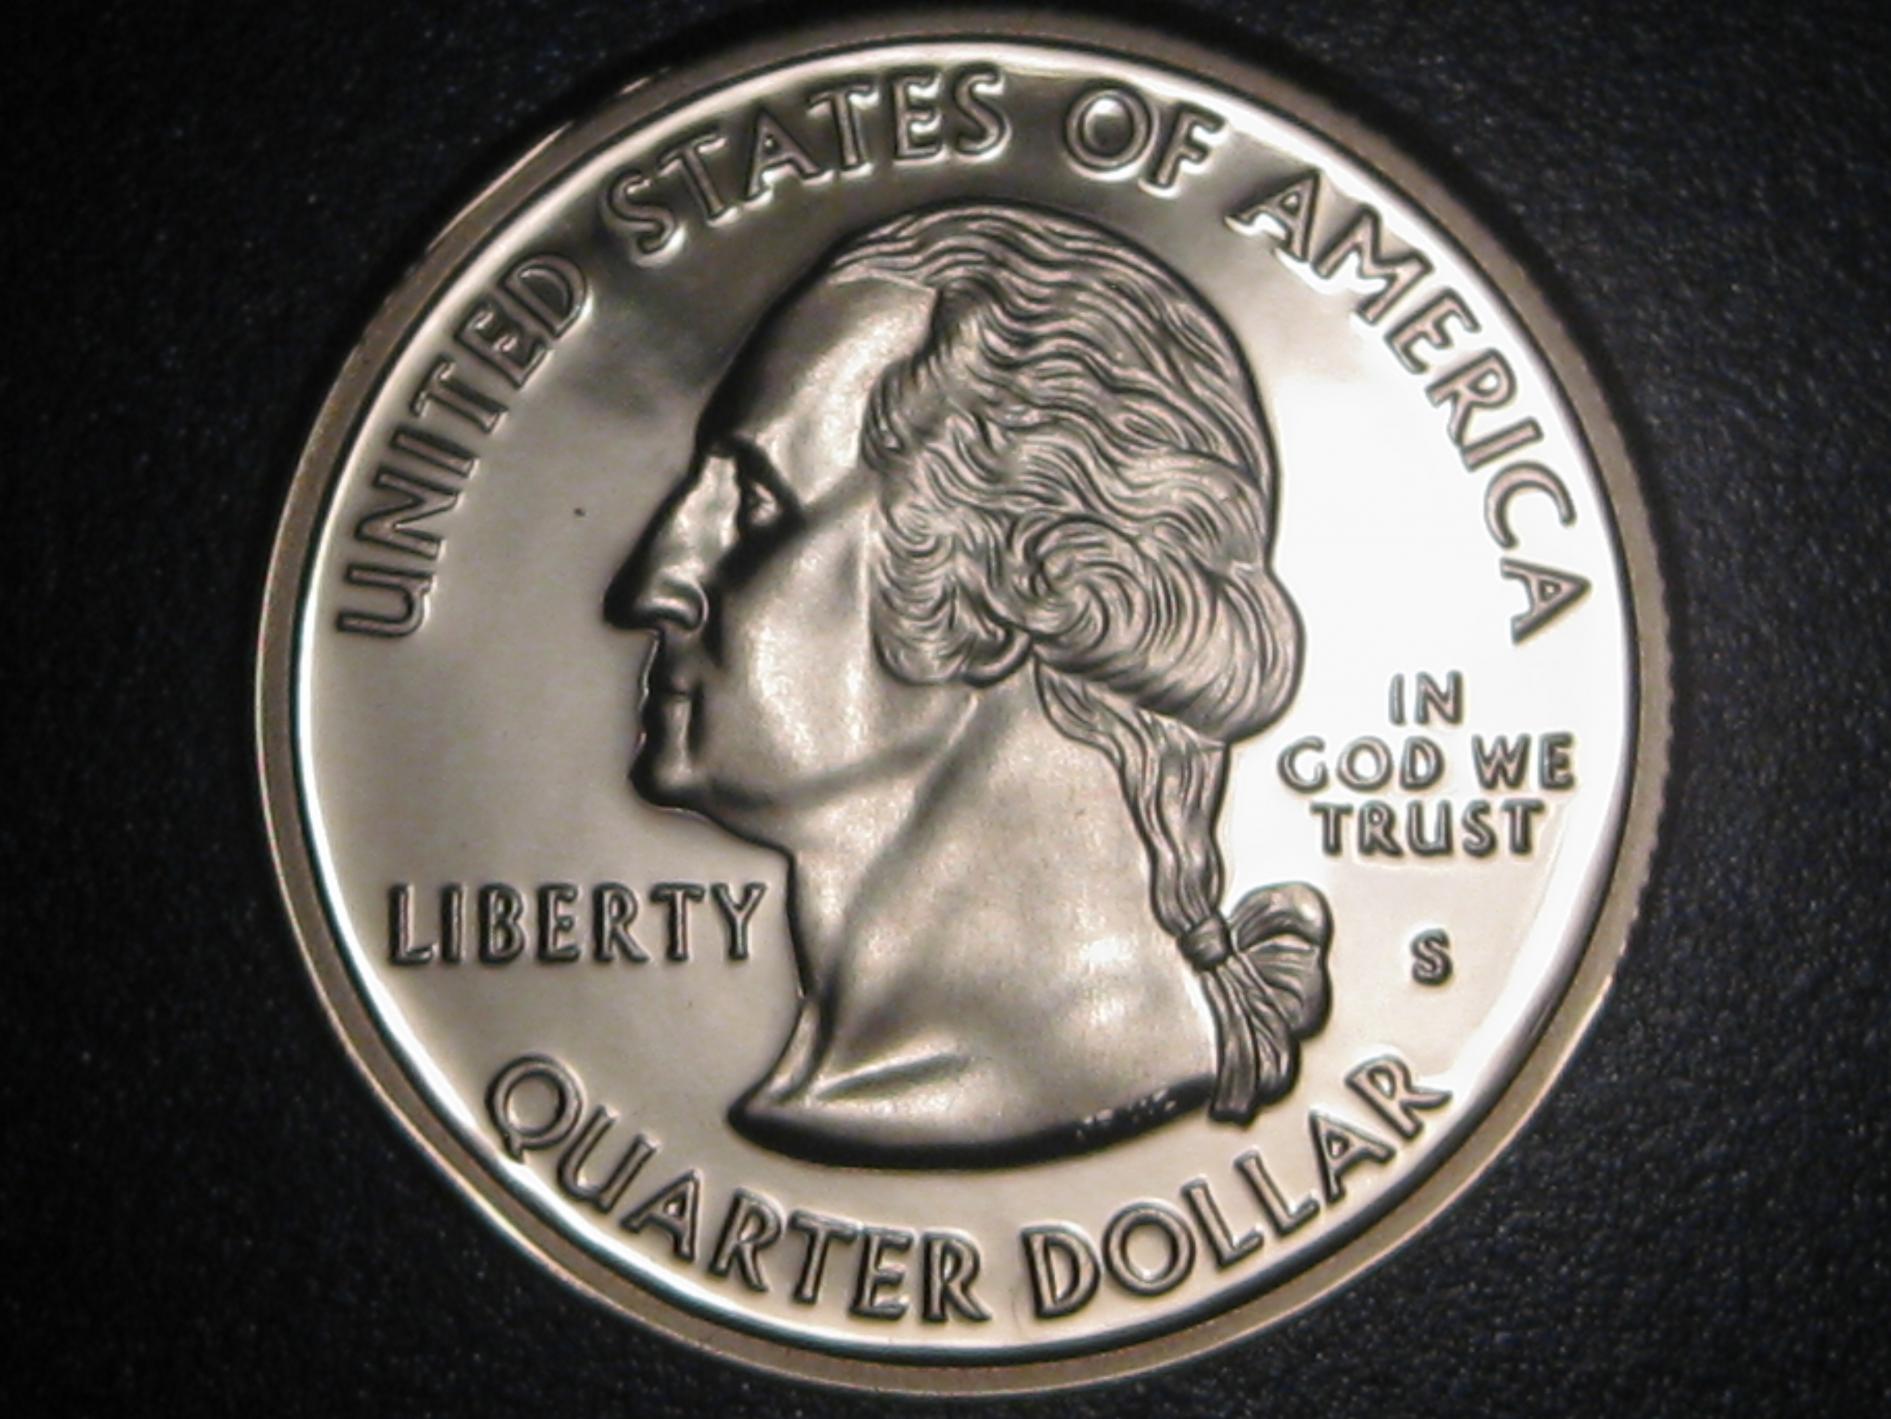 UNITED STATES OF AMERICA
IN
GOD WE
TRUST
LIBERTY
S
QUARTER DOLLAR